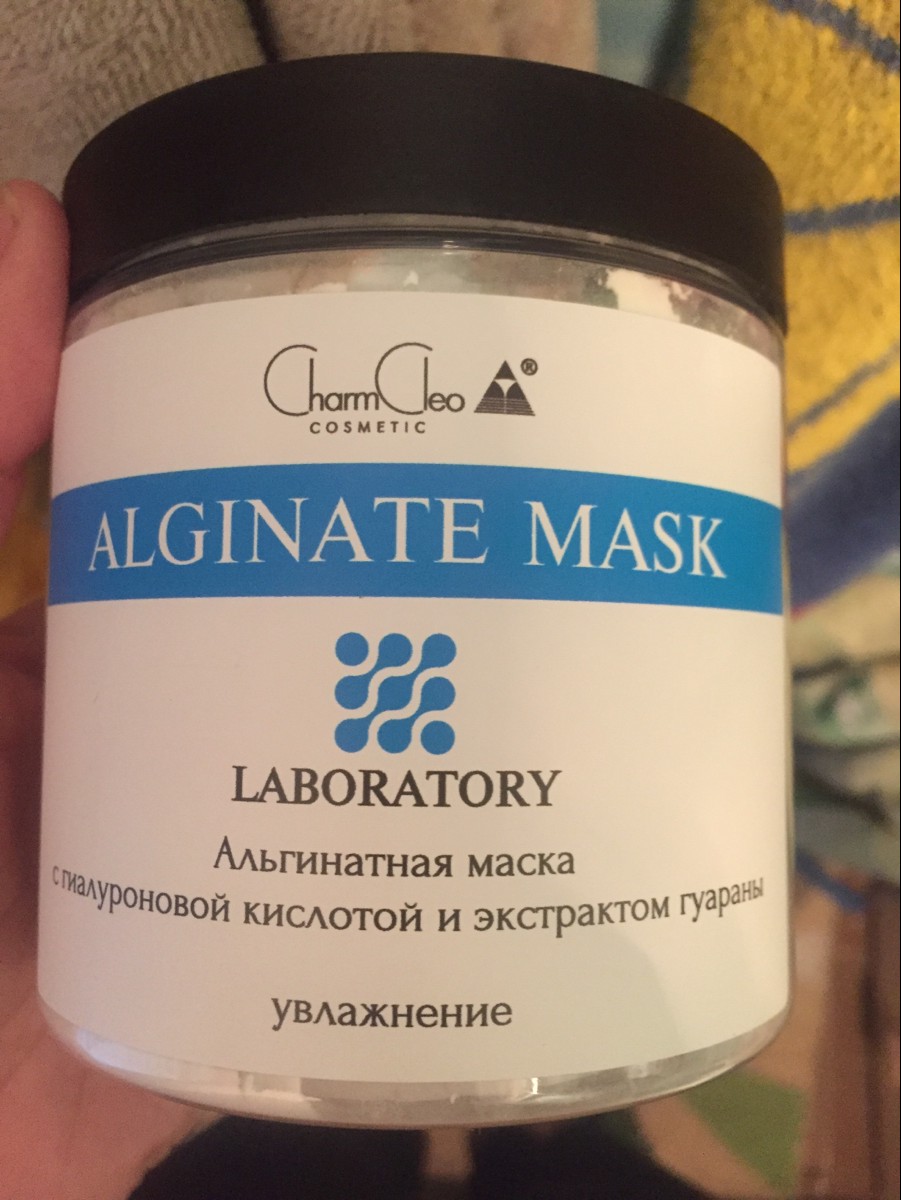 CharmCleo ®
COSMETIC
ALGINATE MASK
LABORATORY
Альгинатная маска
с гиалуроновой кислотой и экстрактом гуараны
увлажнение